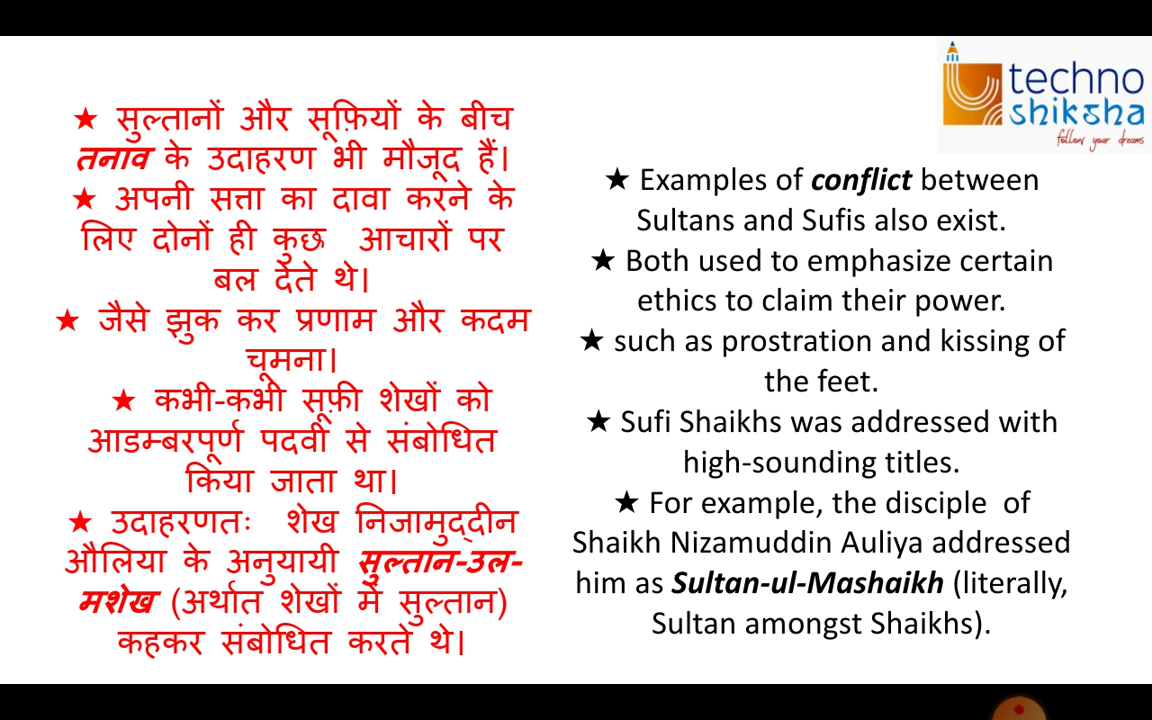 techno
shiksha
follow your dreams
★ सुल्तानों और सूफ़ियों के बीच
तनाव के उदाहरण भी मौजूद हैं।
★ अपनी सत्ता का दावा करने के
लिए दोनों ही कुछ आचारों पर
बल देते थे।
★ जैसे झुक कर प्रणाम और कदम
चूमना।
★ कभी-कभी सूफ़ी शेखों को
आडम्बरपूर्ण पदवी से संबोधित
किया जाता था।
★ उदाहरणतः शेख निजामुद्दीन
औलिया के अनुयायी सुल्तान-उल-
मशेख (अर्थात शेखों में सुल्तान)
कहकर संबोधित करते थे।
★ Examples of conflict between
Sultans and Sufis also exist.
★ Both used to emphasize certain
ethics to claim their power.
★ such as prostration and kissing of
the feet.
★ Sufi Shaikhs was addressed with
high-sounding titles.
★ For example, the disciple of
Shaikh Nizamuddin Auliya addressed
him as Sultan-ul-Mashaikh (literally,
Sultan amongst Shaikhs).